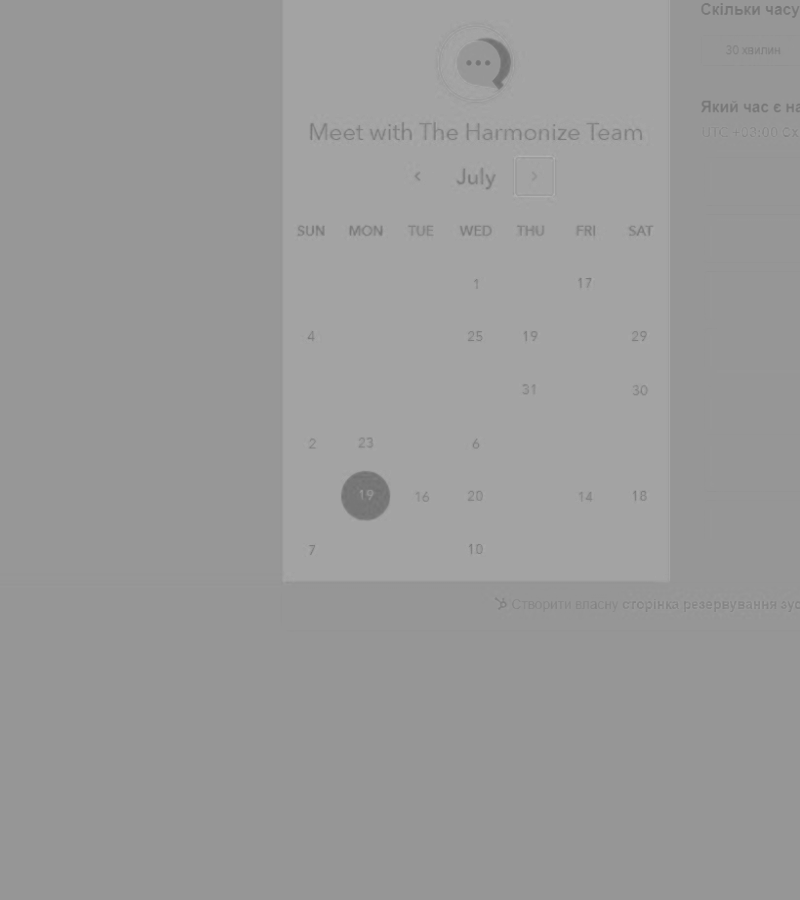 Скільки часу
30 хвилин
Meet with The Harmonize Team
Який час є на
UTC +03:00
July
SUN MON TUE WED THU FRI SAT
1 17
4 25 19 29
31 30
2 23 6
19 16 20 14 18
7 10
Створити власну сторінка резервування